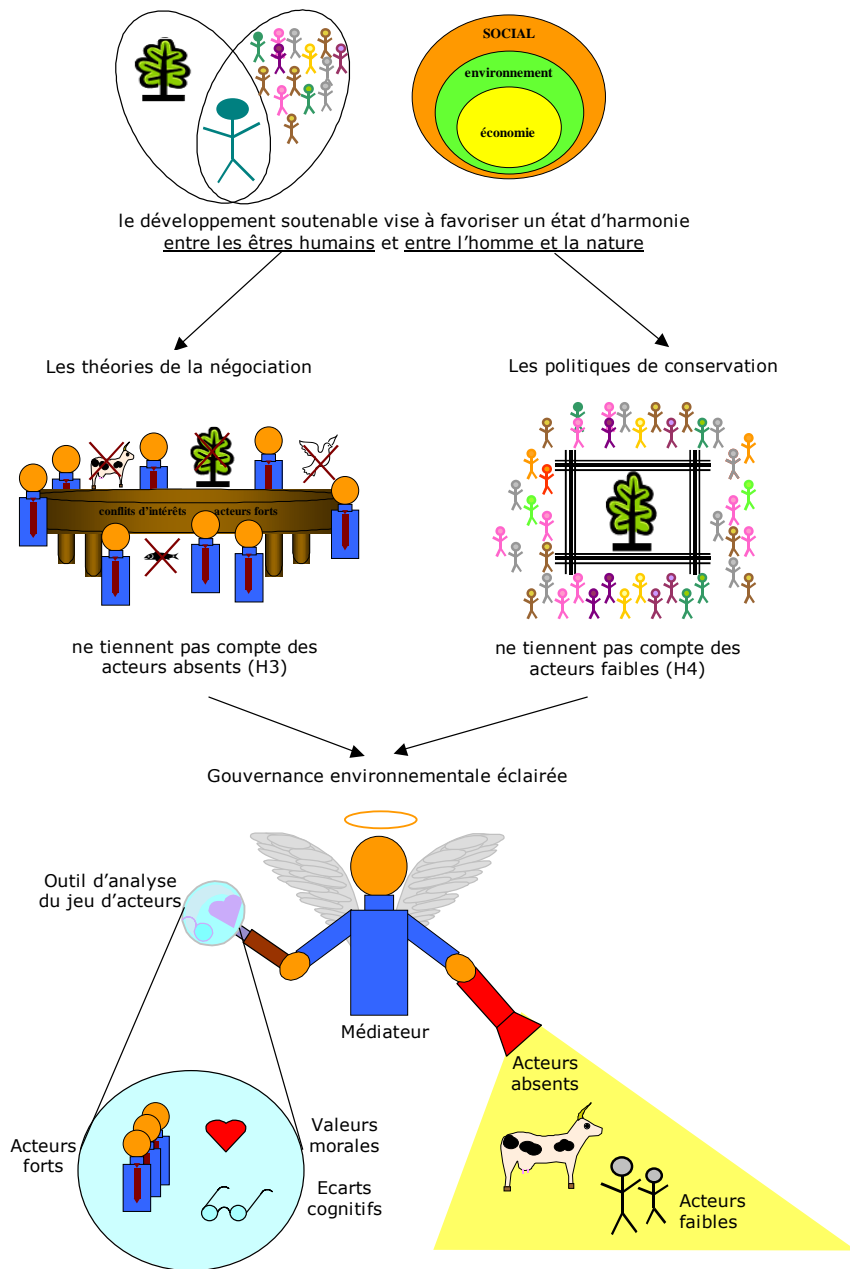 SOCIAL
environnement
économie
le développement soutenable vise à favoriser un état d'harmonie
entre les êtres humains et entre l'homme et la nature
Les théories de la négociation
Les politiques de conservation
conflits d'intérêts acteurs forts
ne tiennent pas compte des
acteurs absents (H3)
ne tiennent pas compte des
acteurs faibles (H4)
Gouvernance environnementale éclairée
Outil d'analyse
du jeu d'acteurs
Médiateur
Acteurs
forts
Valeurs
morales
Ecarts
cognitifs
Acteurs
absents
Acteurs
faibles